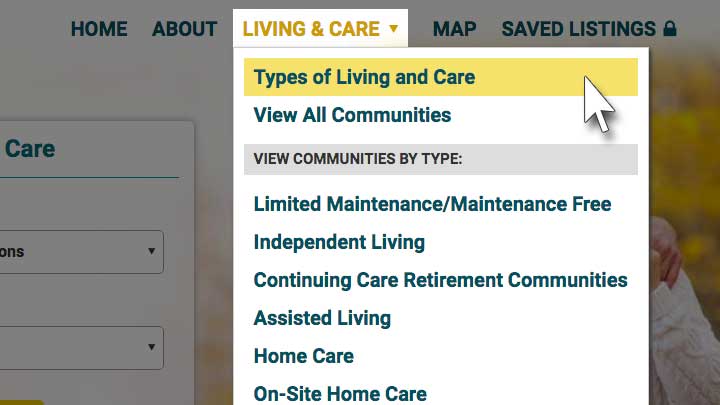 HOME ABOUT LIVING & CARE ▼ MAP SAVED LISTINGS
Types of Living and Care
View All Communities
Care
VIEW COMMUNITIES BY TYPE:
Limited Maintenance/Maintenance Free
Independent Living
ons
Continuing Care Retirement Communities
Assisted Living
Home Care
On-Site Home Care